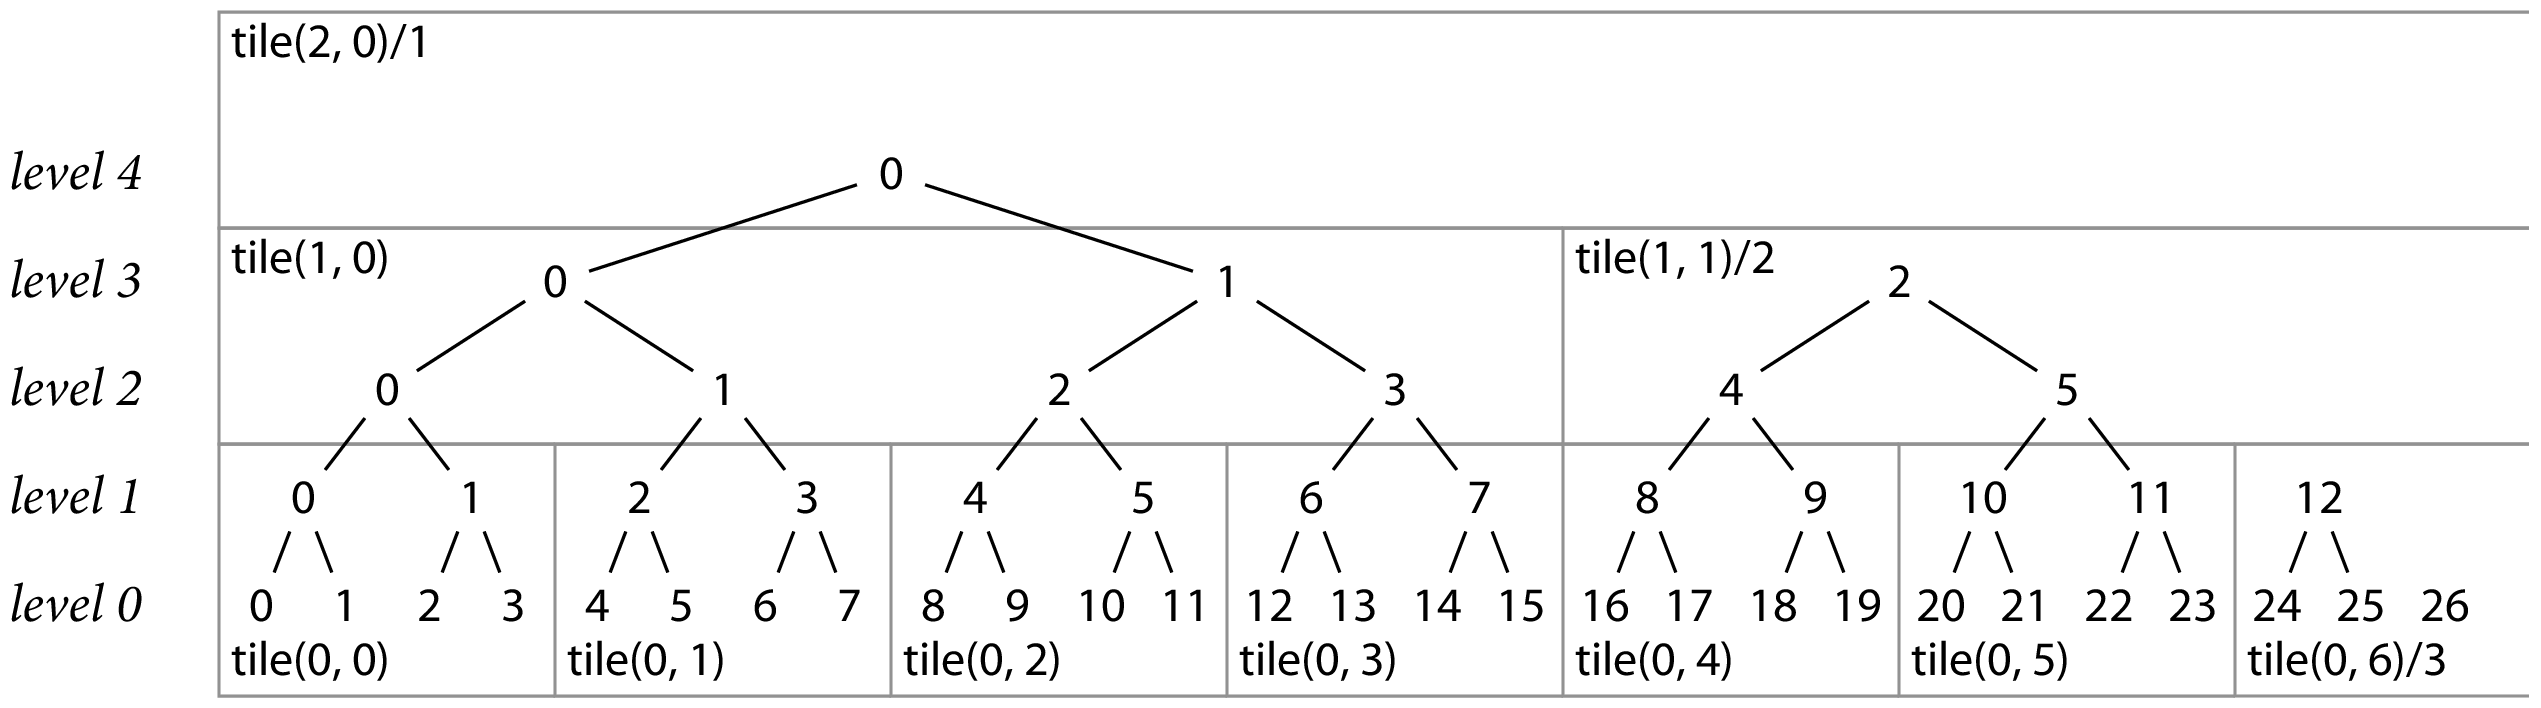 tile(2, 0)/1
level 4 0
tile(1, 0) tile(1, 1)/2
level 3 0 1 2
level 2 0 1 2 3 4 5
level 1 0 1 2 3 4 5 6 7 8 9 10 11 12
level 0 0 1 2 3 4 5 6 7 8 9 10 11 12 13 14 15 16 17 18 19 20 21 22 23 24 25 26
tile(0, 0) tile(0, 1) tile(0, 2) tile(0, 3) tile(0, 4) tile(0, 5) tile(0, 6)/3